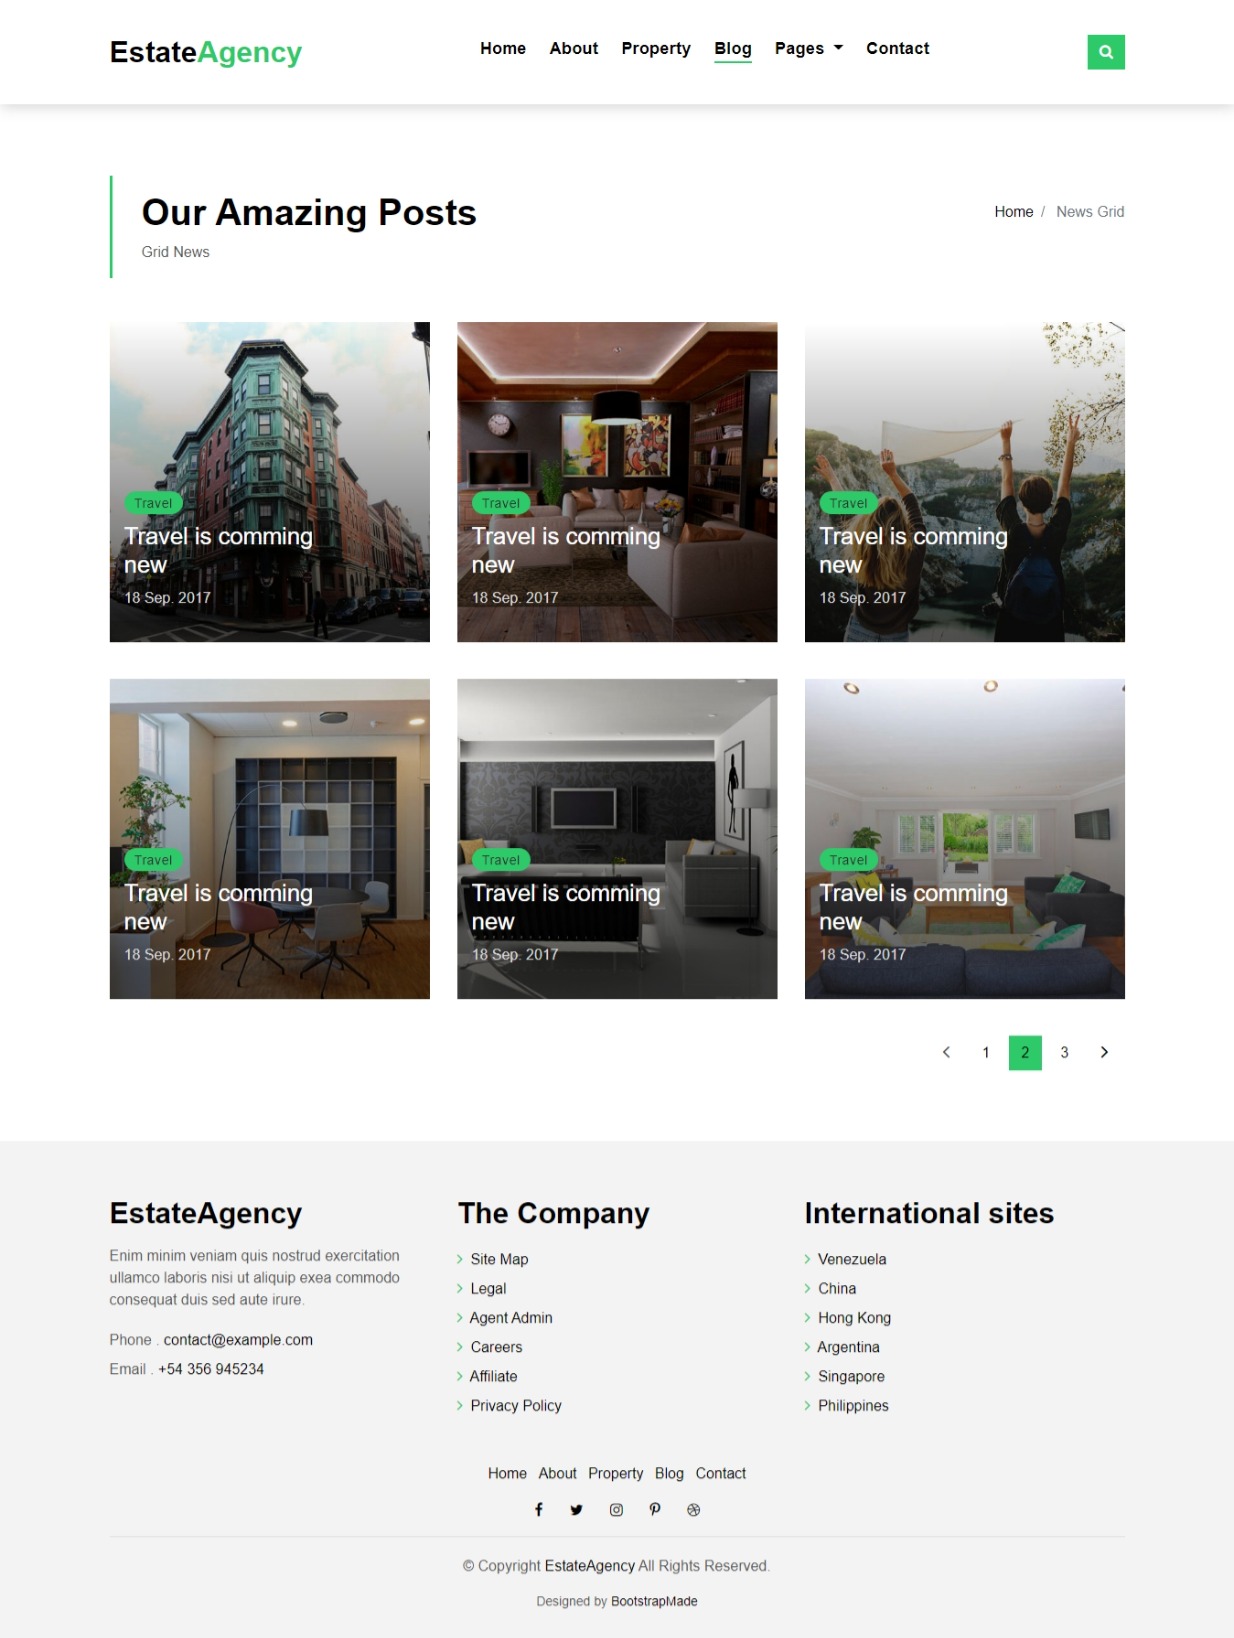 EstateAgency
Home About Property Blog Pages Contact
Our Amazing Posts
Grid News
Home / News Grid
Travel
Travel is comming
new
18 Sep. 2017
Travel
Travel is comming
new
18 Sep. 2017
Travel
Travel is comming
new
18 Sep. 2017
Travel
Travel is comming
new
18 Sep. 2017
Travel
Travel is comming
new
18 Sep. 2017
Travel
Travel is comming
new
18 Sep. 2017
1 2 3
EstateAgency
Enim minim veniam quis nostrud exercitation
ullamco laboris nisi ut aliquip exea commodo
consequat duis sed aute irure.
Phone . contact@example.com
Email . +54 356 945234
The Company
Site Map
Legal
Agent Admin
Careers
Affiliate
Privacy Policy
International sites
Venezuela
China
Hong Kong
Argentina
Singapore
Philippines
Home About Property Blog Contact
© Copyright EstateAgency All Rights Reserved.
Designed by BootstrapMade